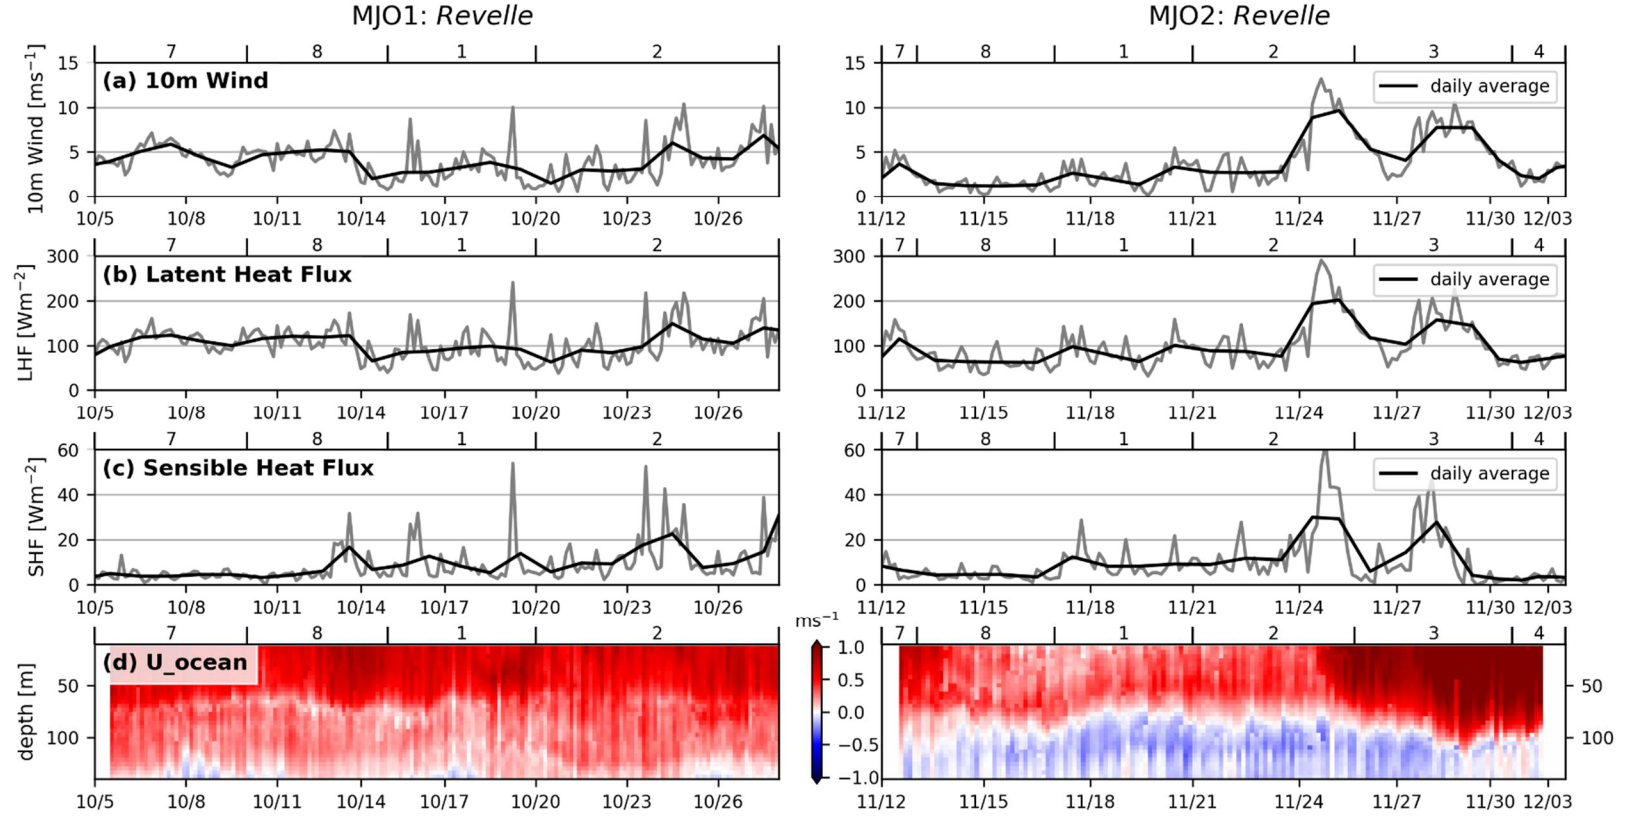 MJO1: Revelle
MJO2: Revelle
7 8 1 2
7 8 1 2 3 4
(a) 10m Wind
daily average
10m Wind [ms−1]
15
10
5
0
15
10
5
0
10/5 10/8 10/11 10/14 10/17 10/20 10/23 10/26
11/12 11/15 11/18 11/21 11/24 11/27 11/30 12/03
7 8 1 2
7 8 1 2 3 4
(b) Latent Heat Flux
daily average
LHF [Wm−2]
300
200
100
0
300
200
100
0
10/5 10/8 10/11 10/14 10/17 10/20 10/23 10/26
11/12 11/15 11/18 11/21 11/24 11/27 11/30 12/03
7 8 1 2
7 8 1 2 3 4
(c) Sensible Heat Flux
daily average
SHF [Wm−2]
60
40
20
0
60
40
20
0
10/5 10/8 10/11 10/14 10/17 10/20 10/23 10/26
11/12 11/15 11/18 11/21 11/24 11/27 11/30 12/03
7 8 1 2
ms−1
7 8 1 2 3 4
(d) U_ocean
depth [m]
50
100
1.0
0.5
0.0
−0.5
−1.0
50
100
10/5 10/8 10/11 10/14 10/17 10/20 10/23 10/26
11/12 11/15 11/18 11/21 11/24 11/27 11/30 12/03